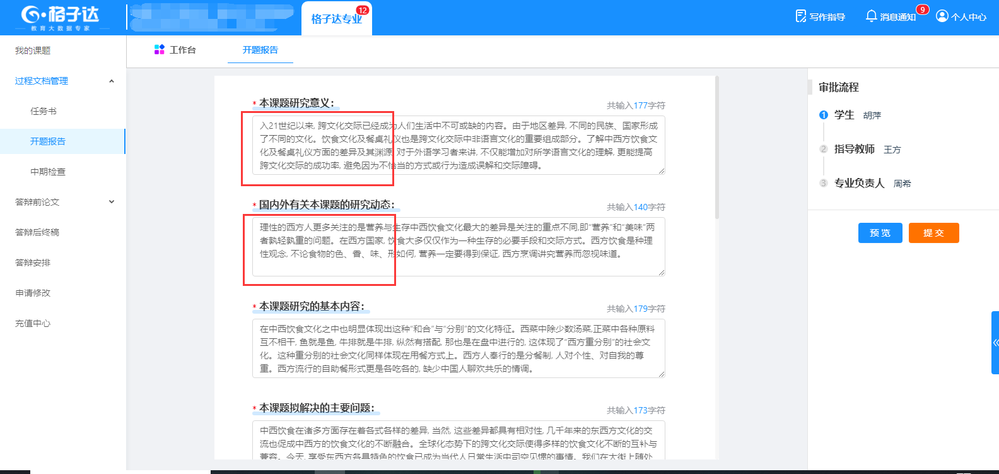 格子达
教育大数据专家
格子达专业
12
写作指导
消息通知
9
个人中心
我的课题
过程文档管理
任务书
开题报告
中期检查
答辩前论文
答辩后终稿
答辩安排
申请修改
充值中心
工作台
开题报告
* 本课题研究意义：
共输入177字符
入21世纪以来, 跨文化交际已经成为人们生活中不可或缺的内容。由于地区差异, 不同的民族、国家形成
了不同的文化。饮食文化及餐桌礼仪也是跨文化交际中非语言文化的重要组成部分。了解中西方饮食文
化及餐桌礼仪方面的差异及其渊源, 对于外语学习者来讲, 不仅能增加对所学语言文化的理解, 更能提高
跨文化交际的成功率, 避免因为不恰当的方式或行为造成误解和交际障碍。
* 国内外有关本课题的研究动态：
共输入140字符
理性的西方人更多关注的是营养与生存中西饮食文化最大的差异是关注的重点不同,即“营养”和“美味”两
者孰轻孰重的问题。在西方国家, 饮食大多仅仅作为一种生存的必要手段和交际方式。西方饮食是种理
性观念, 不论食物的色、香、味、形如何, 营养一定要得到保证, 西方烹调讲究营养而忽视味道。
* 本课题研究的基本内容：
共输入179字符
在中西饮食文化之中也明显体现出这种“和合”与“分别”的文化特征。西菜中除少数汤菜,正菜中各种原料
互不相干, 鱼就是鱼, 牛排就是牛排, 纵然有搭配, 那也是在盘中进行的, 这体现了“西方重分别”的社会文
化。这种重分别的社会文化同样体现在用餐方式上。西方人奉行的是分餐制, 人对个性、对自我的尊
重。西方流行的自助餐形式更是各吃各的, 缺少中国人聊欢共乐的情调。
* 本课题拟解决的主要问题：
共输入173字符
中西饮食在诸多方面存在着各式各样的差异, 当然, 这些差异都具有相对性, 几千年来的东西方文化的交
流也促成中西方的饮食文化的不断融合。全球化态势下的跨文化交际使得多样的饮食文化不断的互补与
兼容。今天, 享受东西方各具特色的饮食已成为当代人日常生活中司空见惯的事情。我们在大街上随处
审批流程
1 学生 胡萍
2 指导教师 王方
3 专业负责人 周希
预览
提交